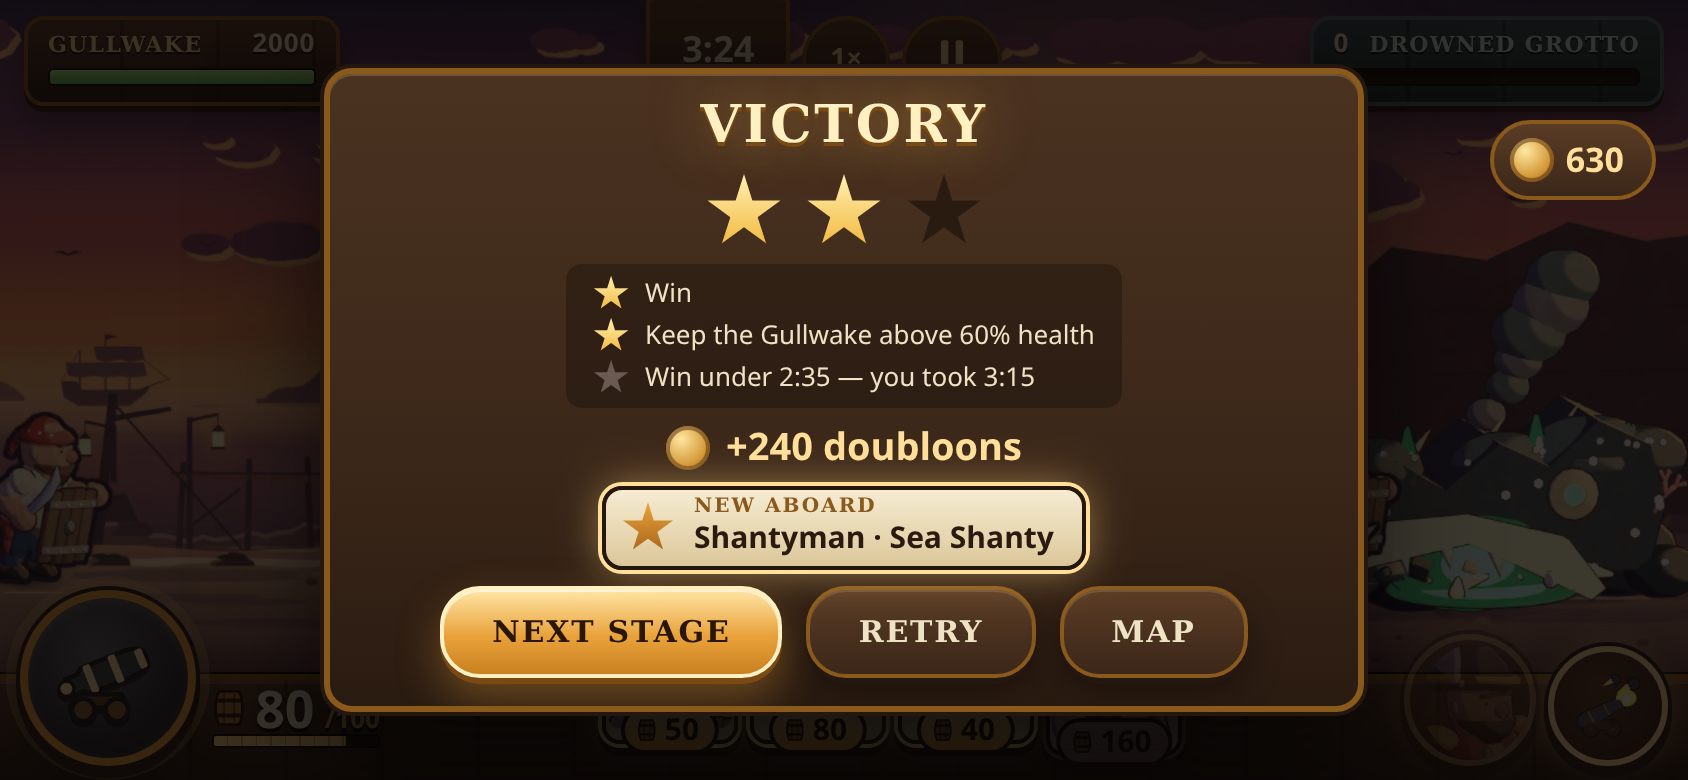 GULLWAKE 2000
3:24
1×
0 DROWNED GROTTO
VICTORY
630
Win
Keep the Gullwake above 60% health
Win under 2:35 — you took 3:15
+240 doubloons
NEW ABOARD
Shantyman · Sea Shanty
NEXT STAGE
RETRY
MAP
80 /100
50
80
40
160